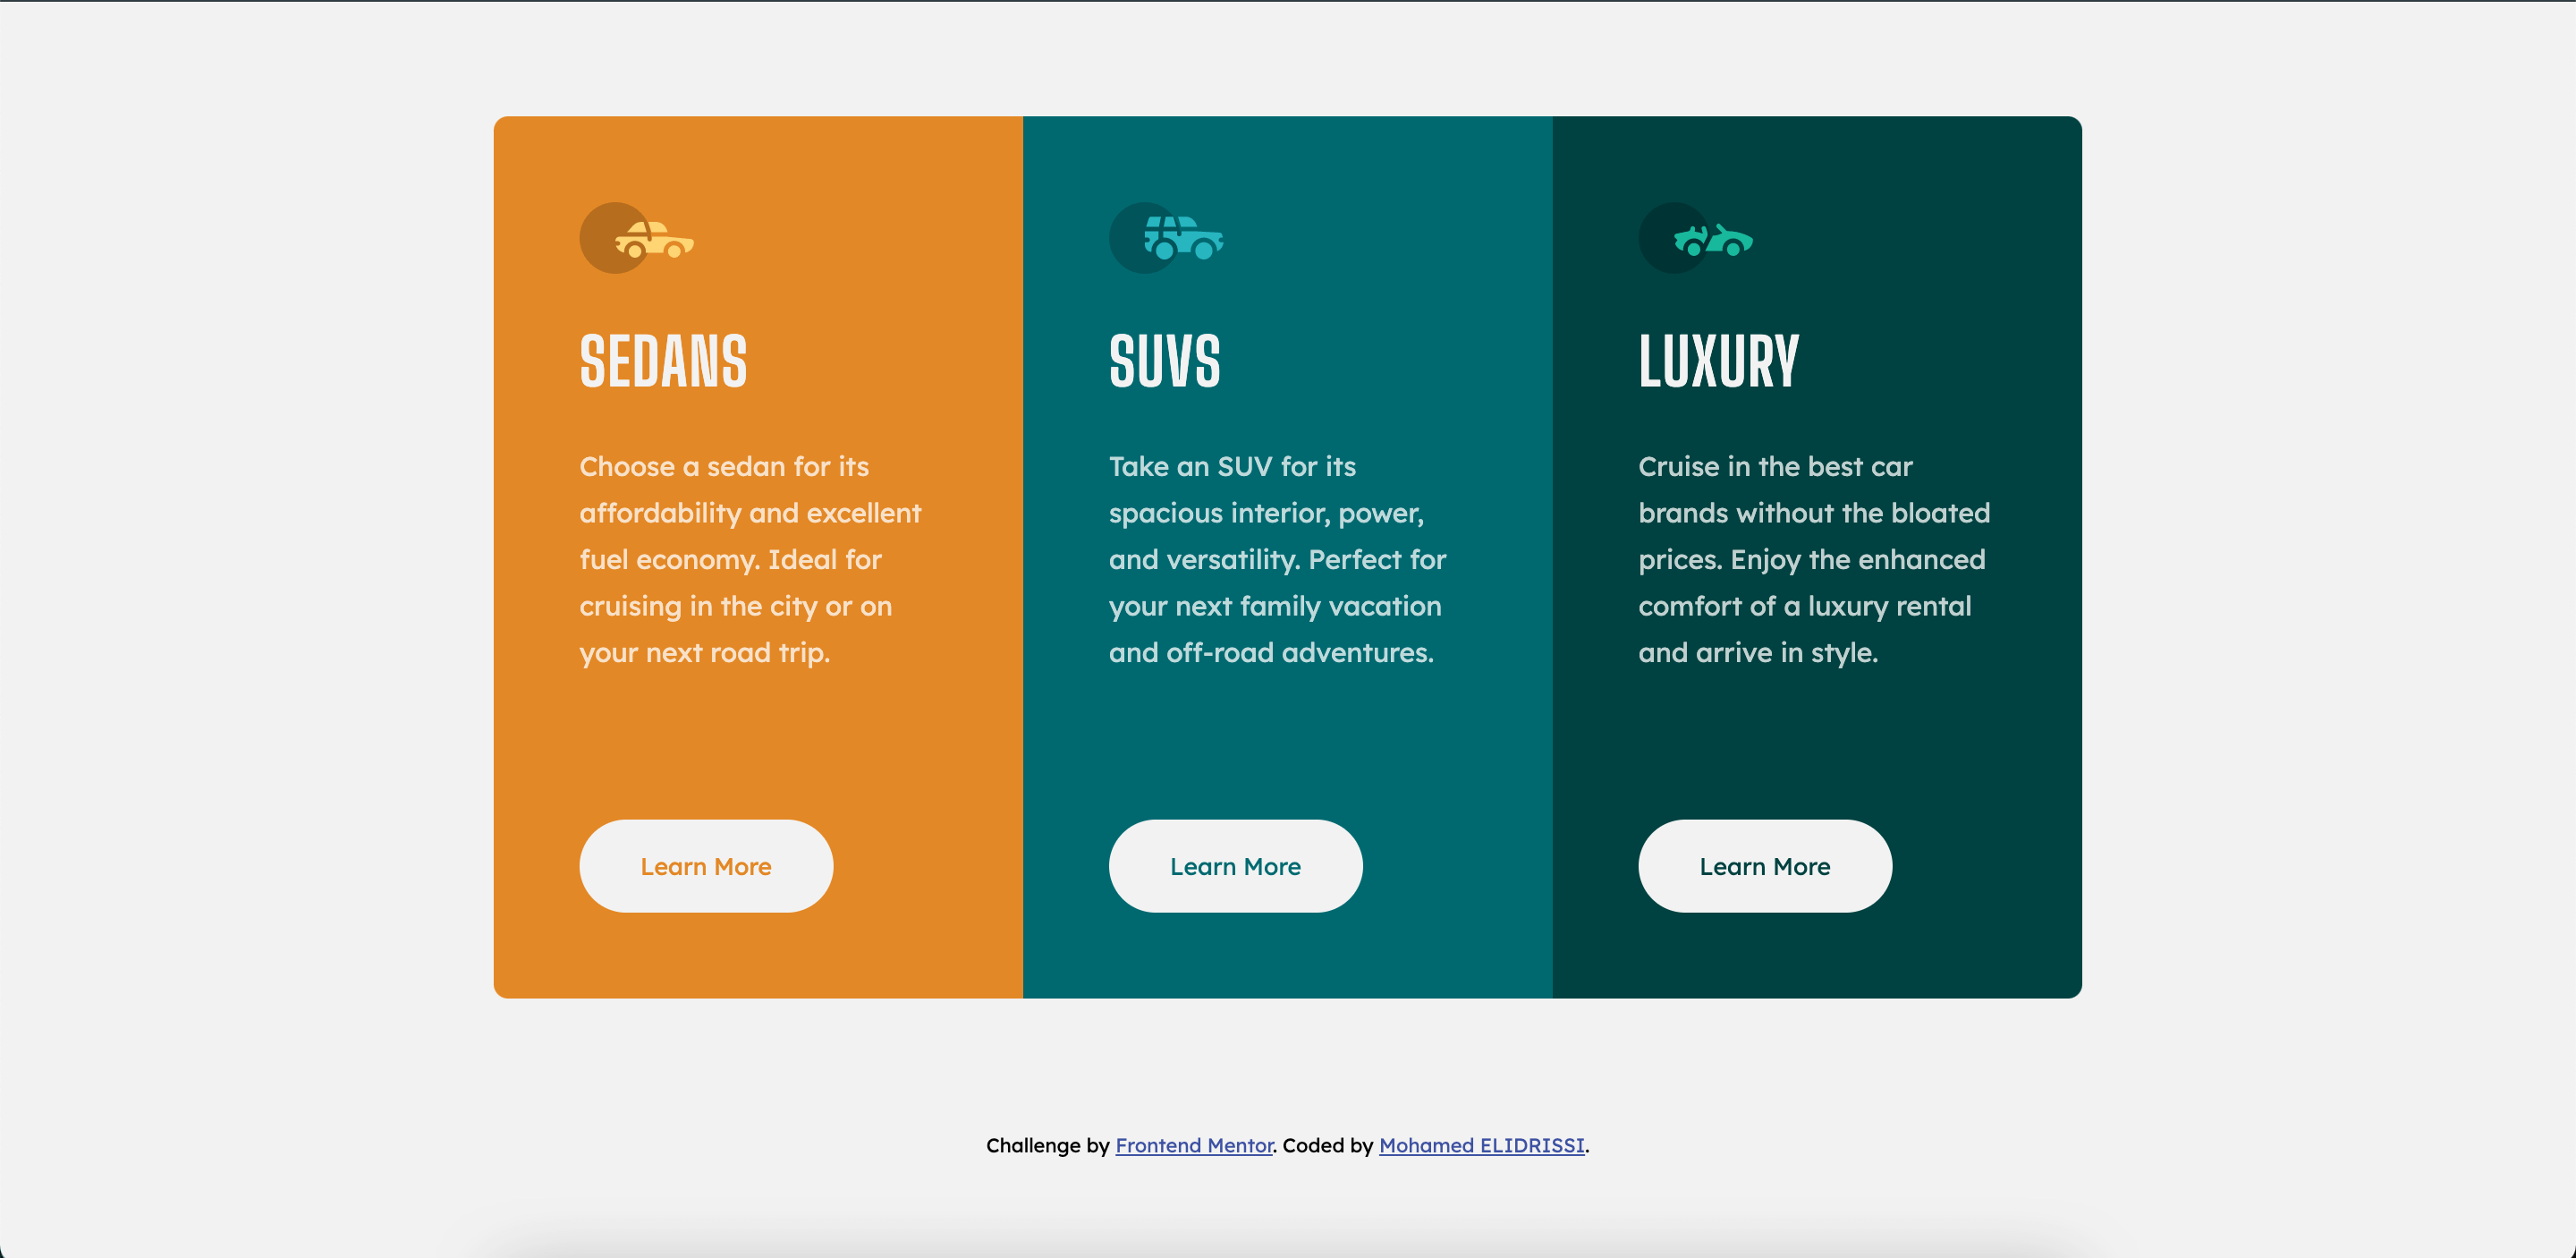 SEDANS
Choose a sedan for its
affordability and excellent
fuel economy. Ideal for
cruising in the city or on
your next road trip.
Learn More
SUVS
Take an SUV for its
spacious interior, power,
and versatility. Perfect for
your next family vacation
and off-road adventures.
Learn More
LUXURY
Cruise in the best car
brands without the bloated
prices. Enjoy the enhanced
comfort of a luxury rental
and arrive in style.
Learn More
Challenge by Frontend Mentor. Coded by Mohamed ELIDRISSI.